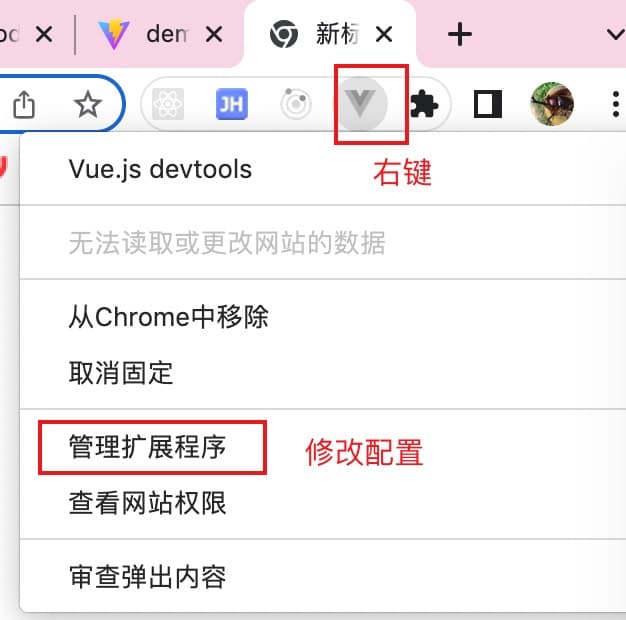 新标
JH
Vue.js devtools
右键
无法读取或更改网站的数据
从Chrome中移除
取消固定
管理扩展程序
修改配置
查看网站权限
审查弹出内容